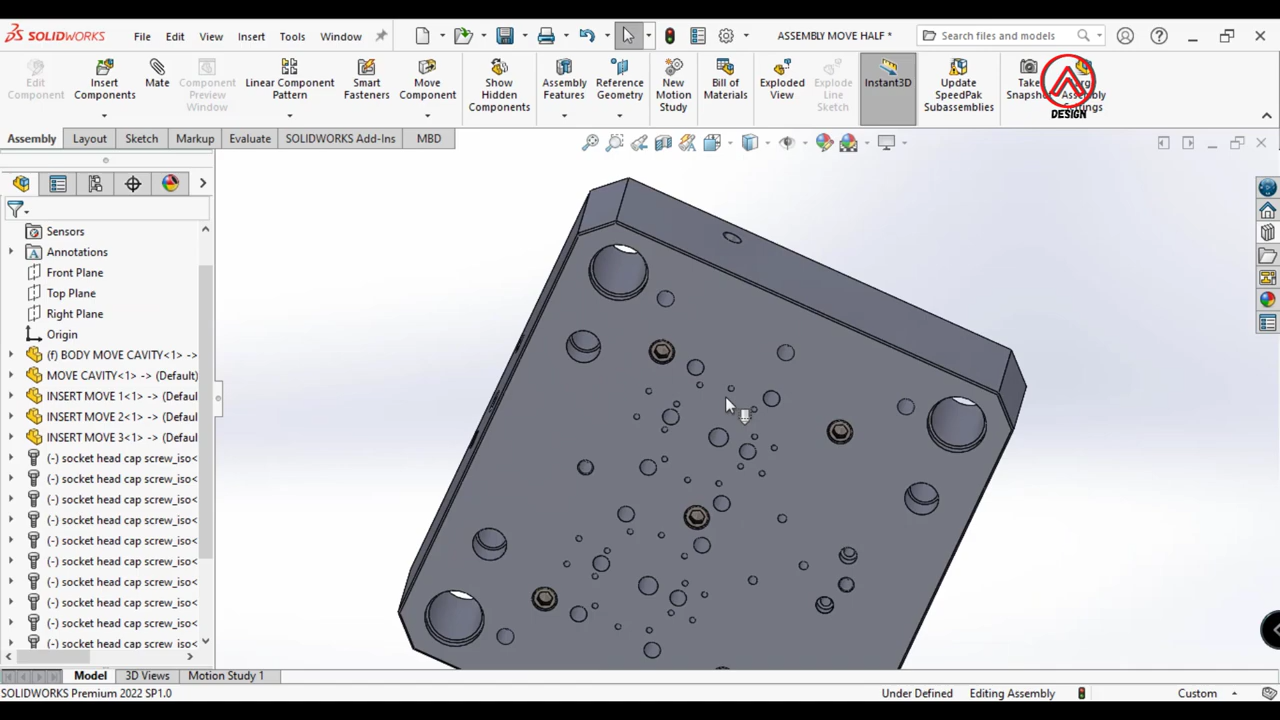 SOLIDWORKS File Edit View Insert Tools Window ASSEMBLY MOVE HALF * Search files and models
Edit Component
Insert Components
Mate
Component Preview Window
Linear Component Pattern
Smart Fasteners
Move Component
Show Hidden Components
Assembly Features
Reference Geometry
New Motion Study
Bill of Materials
Exploded View
Explode Line Sketch
Instant3D
Update SpeedPak Subassemblies
DESIGN
Assembly Layout Sketch Markup Evaluate SOLIDWORKS Add-Ins MBD
Sensors
Annotations
Front Plane
Top Plane
Right Plane
Origin
(f) BODY MOVE CAVITY<1> ->
MOVE CAVITY<1> -> (Default)
INSERT MOVE 1<1> -> (Defaul
INSERT MOVE 2<1> -> (Defaul
INSERT MOVE 3<1> -> (Defaul
(-) socket head cap screw_iso<
(-) socket head cap screw_iso<
(-) socket head cap screw_iso<
(-) socket head cap screw_iso<
(-) socket head cap screw_iso<
(-) socket head cap screw_iso<
(-) socket head cap screw_iso<
(-) socket head cap screw_iso<
(-) socket head cap screw_iso<
(-) socket head cap screw_iso<
Model 3D Views Motion Study 1
SOLIDWORKS Premium 2022 SP1.0 Under Defined Editing Assembly Custom